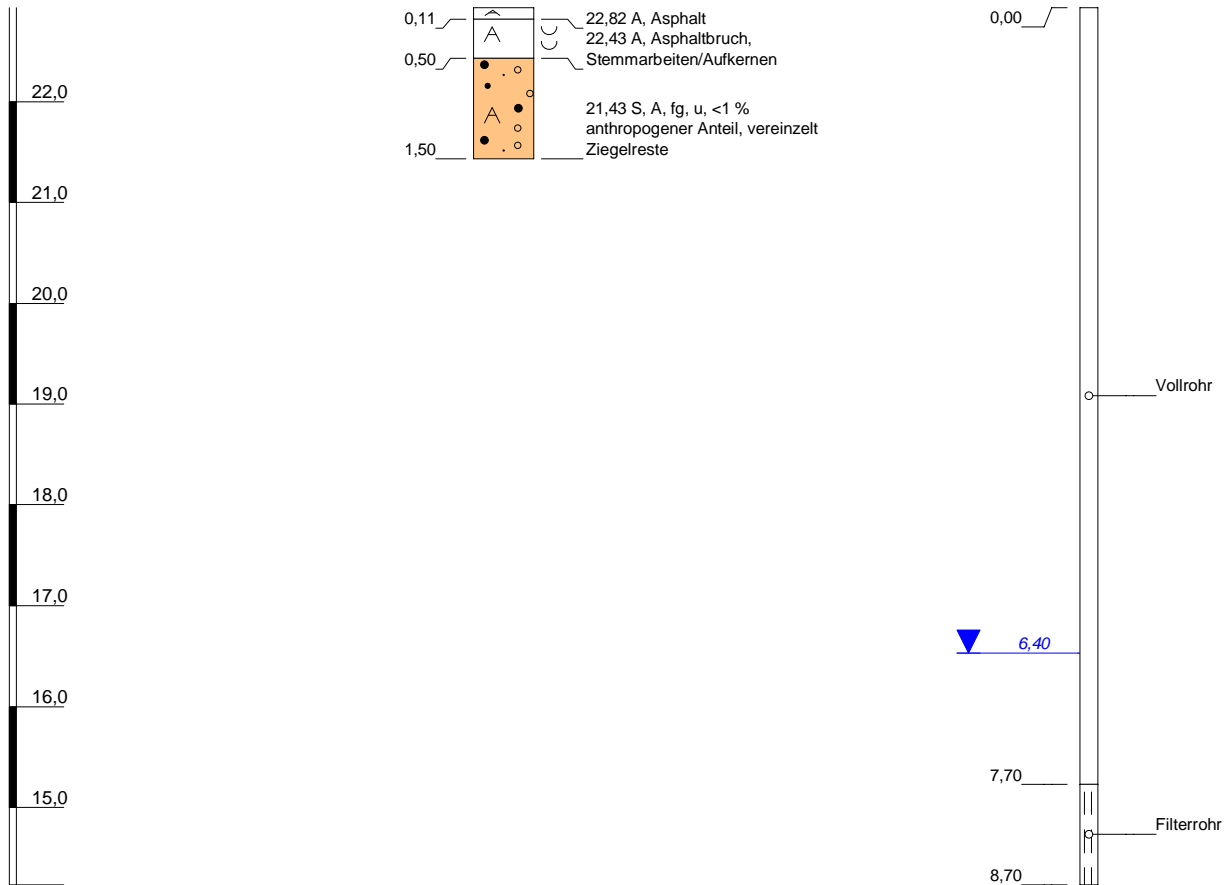 0,11
22,82 A, Asphalt
22,43 A, Asphaltbruch,
0,50
Stemmarbeiten/Aufkernen
21,43 S, A, fg, u, <1 %
anthropogener Anteil, vereinzelt
1,50
Ziegelreste
A
A
22,0
21,0
20,0
19,0
18,0
17,0
16,0
15,0
0,00
Vollrohr
6,40
7,70
Filterrohr
8,70